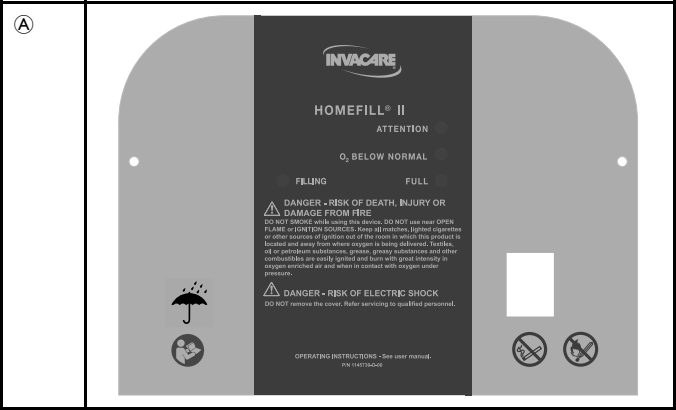 Ⓐ
INVACARE®
HOMEFILL® II
ATTENTION
O₂ BELOW NORMAL
FILLING FULL
DANGER - RISK OF DEATH, INJURY OR
DAMAGE FROM FIRE
DO NOT SMOKE while using this device. DO NOT use near OPEN
FLAME or IGNITION SOURCES. Keep all matches, lighted cigarettes
or other sources of ignition out of the room in which this product is
located and away from where oxygen is being delivered. Textiles,
oil or petroleum substances, grease, greasy substances and other
combustibles are easily ignited and burn with great intensity in
oxygen enriched air and when in contact with oxygen under
pressure.
DANGER - RISK OF ELECTRIC SHOCK
DO NOT remove the cover. Refer servicing to qualified personnel.
OPERATING INSTRUCTIONS - See user manual.
P/N 1145739-D-00